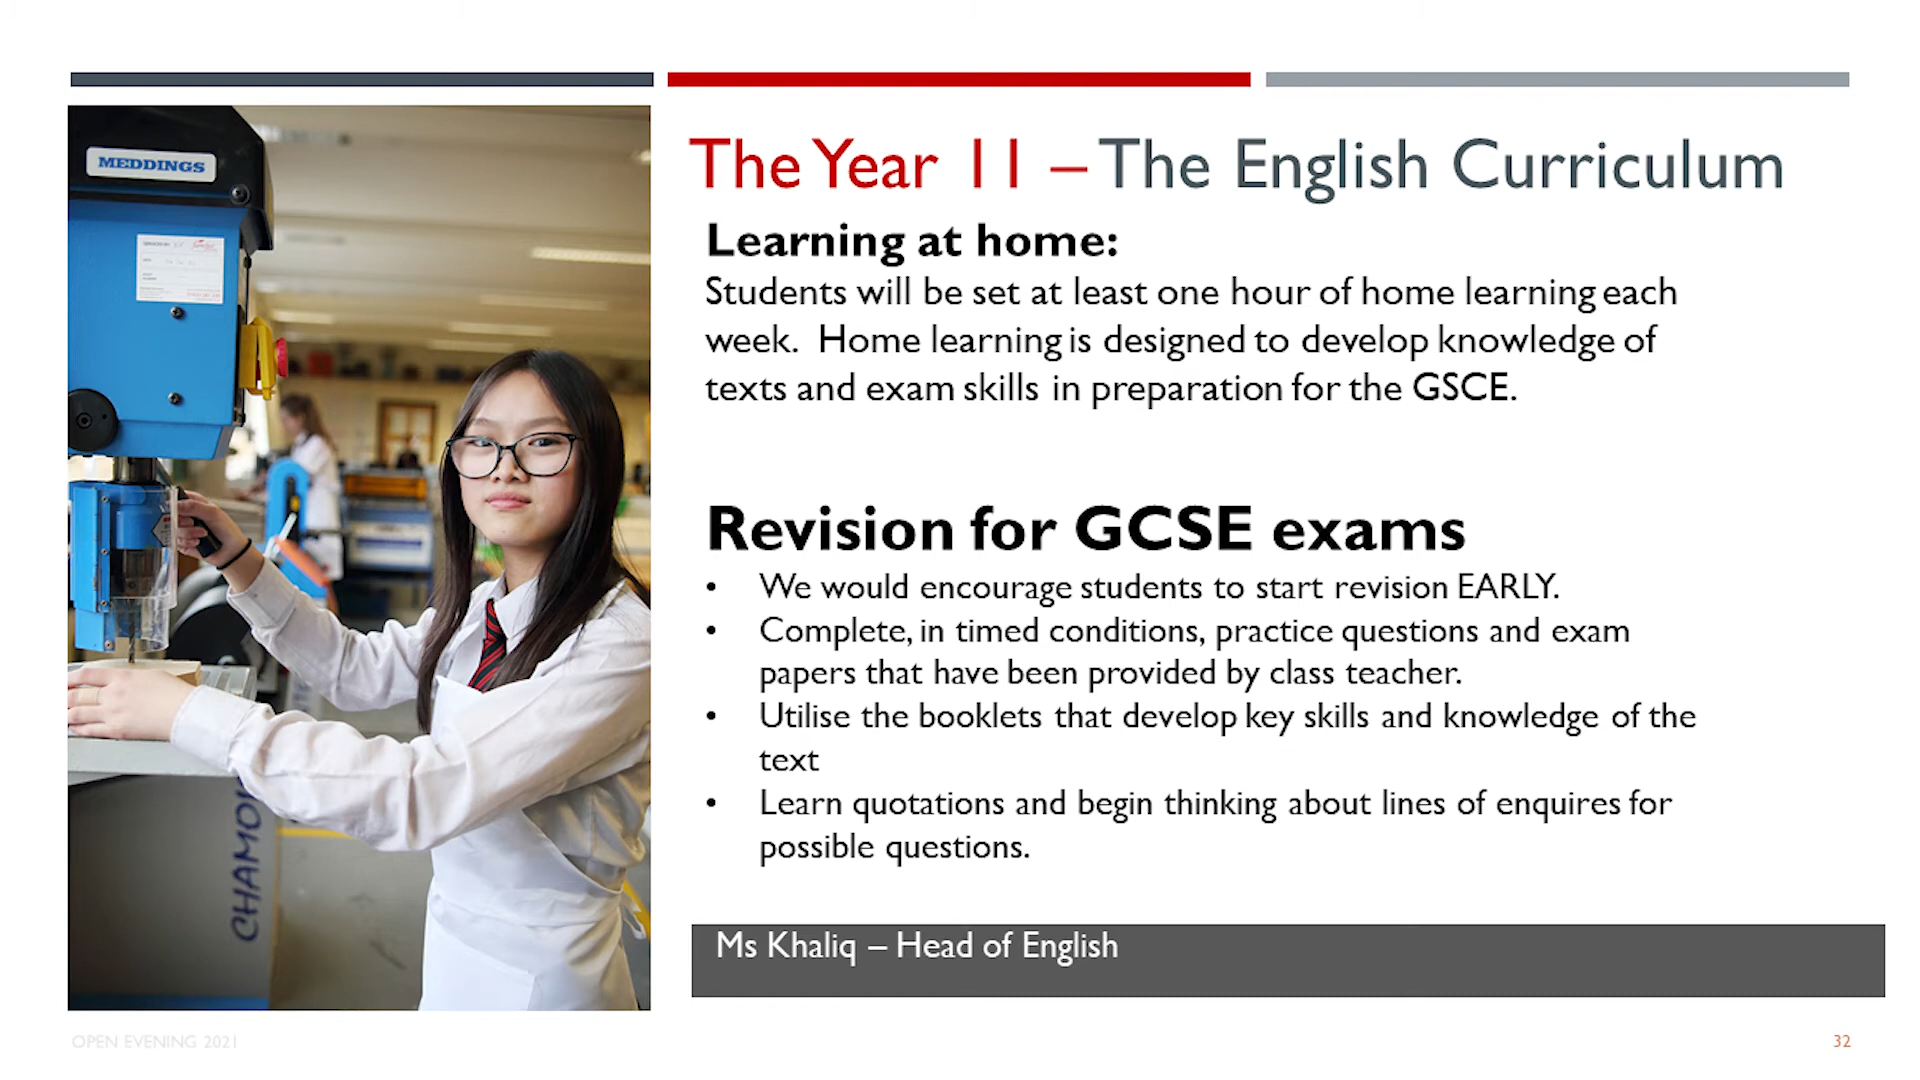 MEDDINGS
The Year 11 – The English Curriculum
Learning at home:
Students will be set at least one hour of home learning each
week. Home learning is designed to develop knowledge of
texts and exam skills in preparation for the GSCE.
Revision for GCSE exams
• We would encourage students to start revision EARLY.
• Complete, in timed conditions, practice questions and exam
papers that have been provided by class teacher.
• Utilise the booklets that develop key skills and knowledge of the
text
• Learn quotations and begin thinking about lines of enquires for
possible questions.
Ms Khaliq – Head of English
OPEN EVENING 2021
32